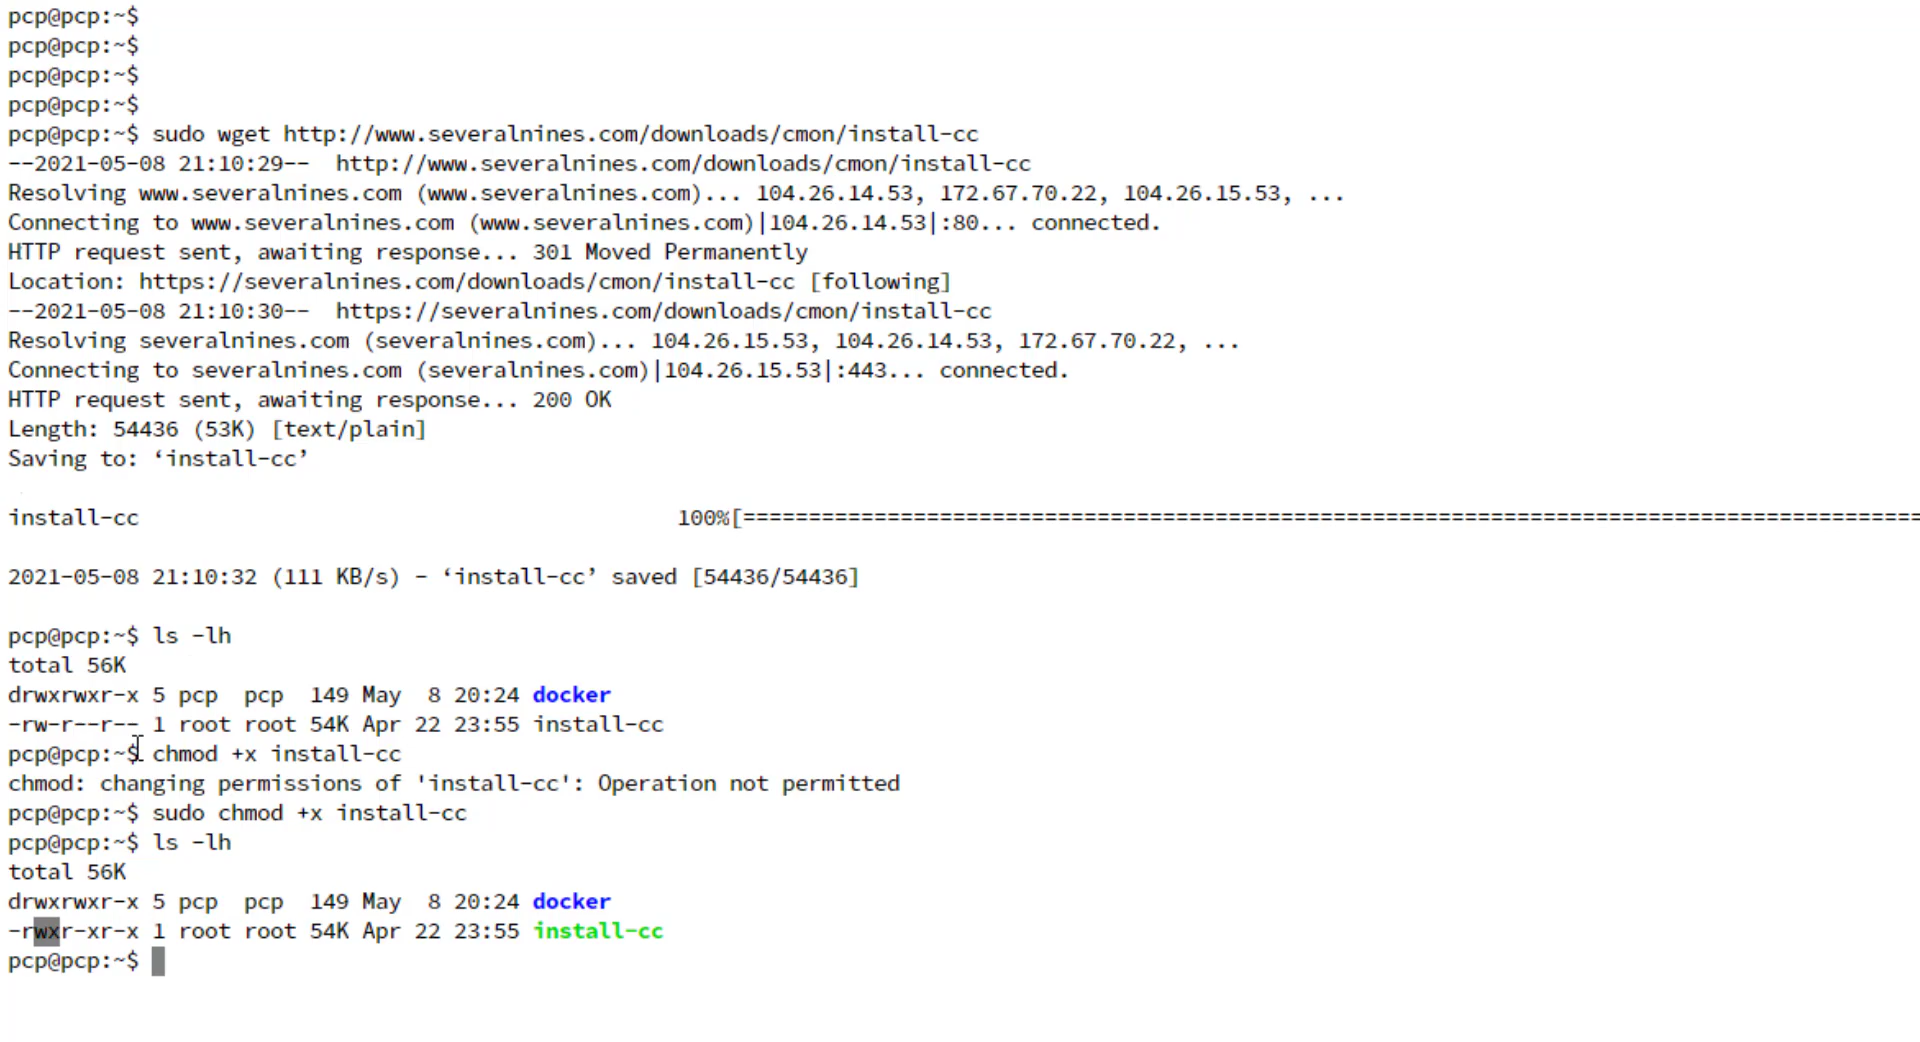 pcp@pcp:~$
pcp@pcp:~$
pcp@pcp:~$
pcp@pcp:~$
pcp@pcp:~$ sudo wget http://www.severalnines.com/downloads/cmon/install-cc
--2021-05-08 21:10:29--  http://www.severalnines.com/downloads/cmon/install-cc
Resolving www.severalnines.com (www.severalnines.com)... 104.26.14.53, 172.67.70.22, 104.26.15.53, ...
Connecting to www.severalnines.com (www.severalnines.com)|104.26.14.53|:80... connected.
HTTP request sent, awaiting response... 301 Moved Permanently
Location: https://severalnines.com/downloads/cmon/install-cc [following]
--2021-05-08 21:10:30--  https://severalnines.com/downloads/cmon/install-cc
Resolving severalnines.com (severalnines.com)... 104.26.15.53, 104.26.14.53, 172.67.70.22, ...
Connecting to severalnines.com (severalnines.com)|104.26.15.53|:443... connected.
HTTP request sent, awaiting response... 200 OK
Length: 54436 (53K) [text/plain]
Saving to: ‘install-cc’
install-cc 100%[==========================================================================================
2021-05-08 21:10:32 (111 KB/s) - ‘install-cc’ saved [54436/54436]
pcp@pcp:~$ ls -lh
total 56K
drwxrwxr-x 5 pcp  pcp  149 May  8 20:24 docker
-rw-r--r-- 1 root root 54K Apr 22 23:55 install-cc
pcp@pcp:~$ chmod +x install-cc
chmod: changing permissions of 'install-cc': Operation not permitted
pcp@pcp:~$ sudo chmod +x install-cc
pcp@pcp:~$ ls -lh
total 56K
drwxrwxr-x 5 pcp  pcp  149 May  8 20:24 docker
-rwxr-xr-x 1 root root 54K Apr 22 23:55 install-cc
pcp@pcp:~$